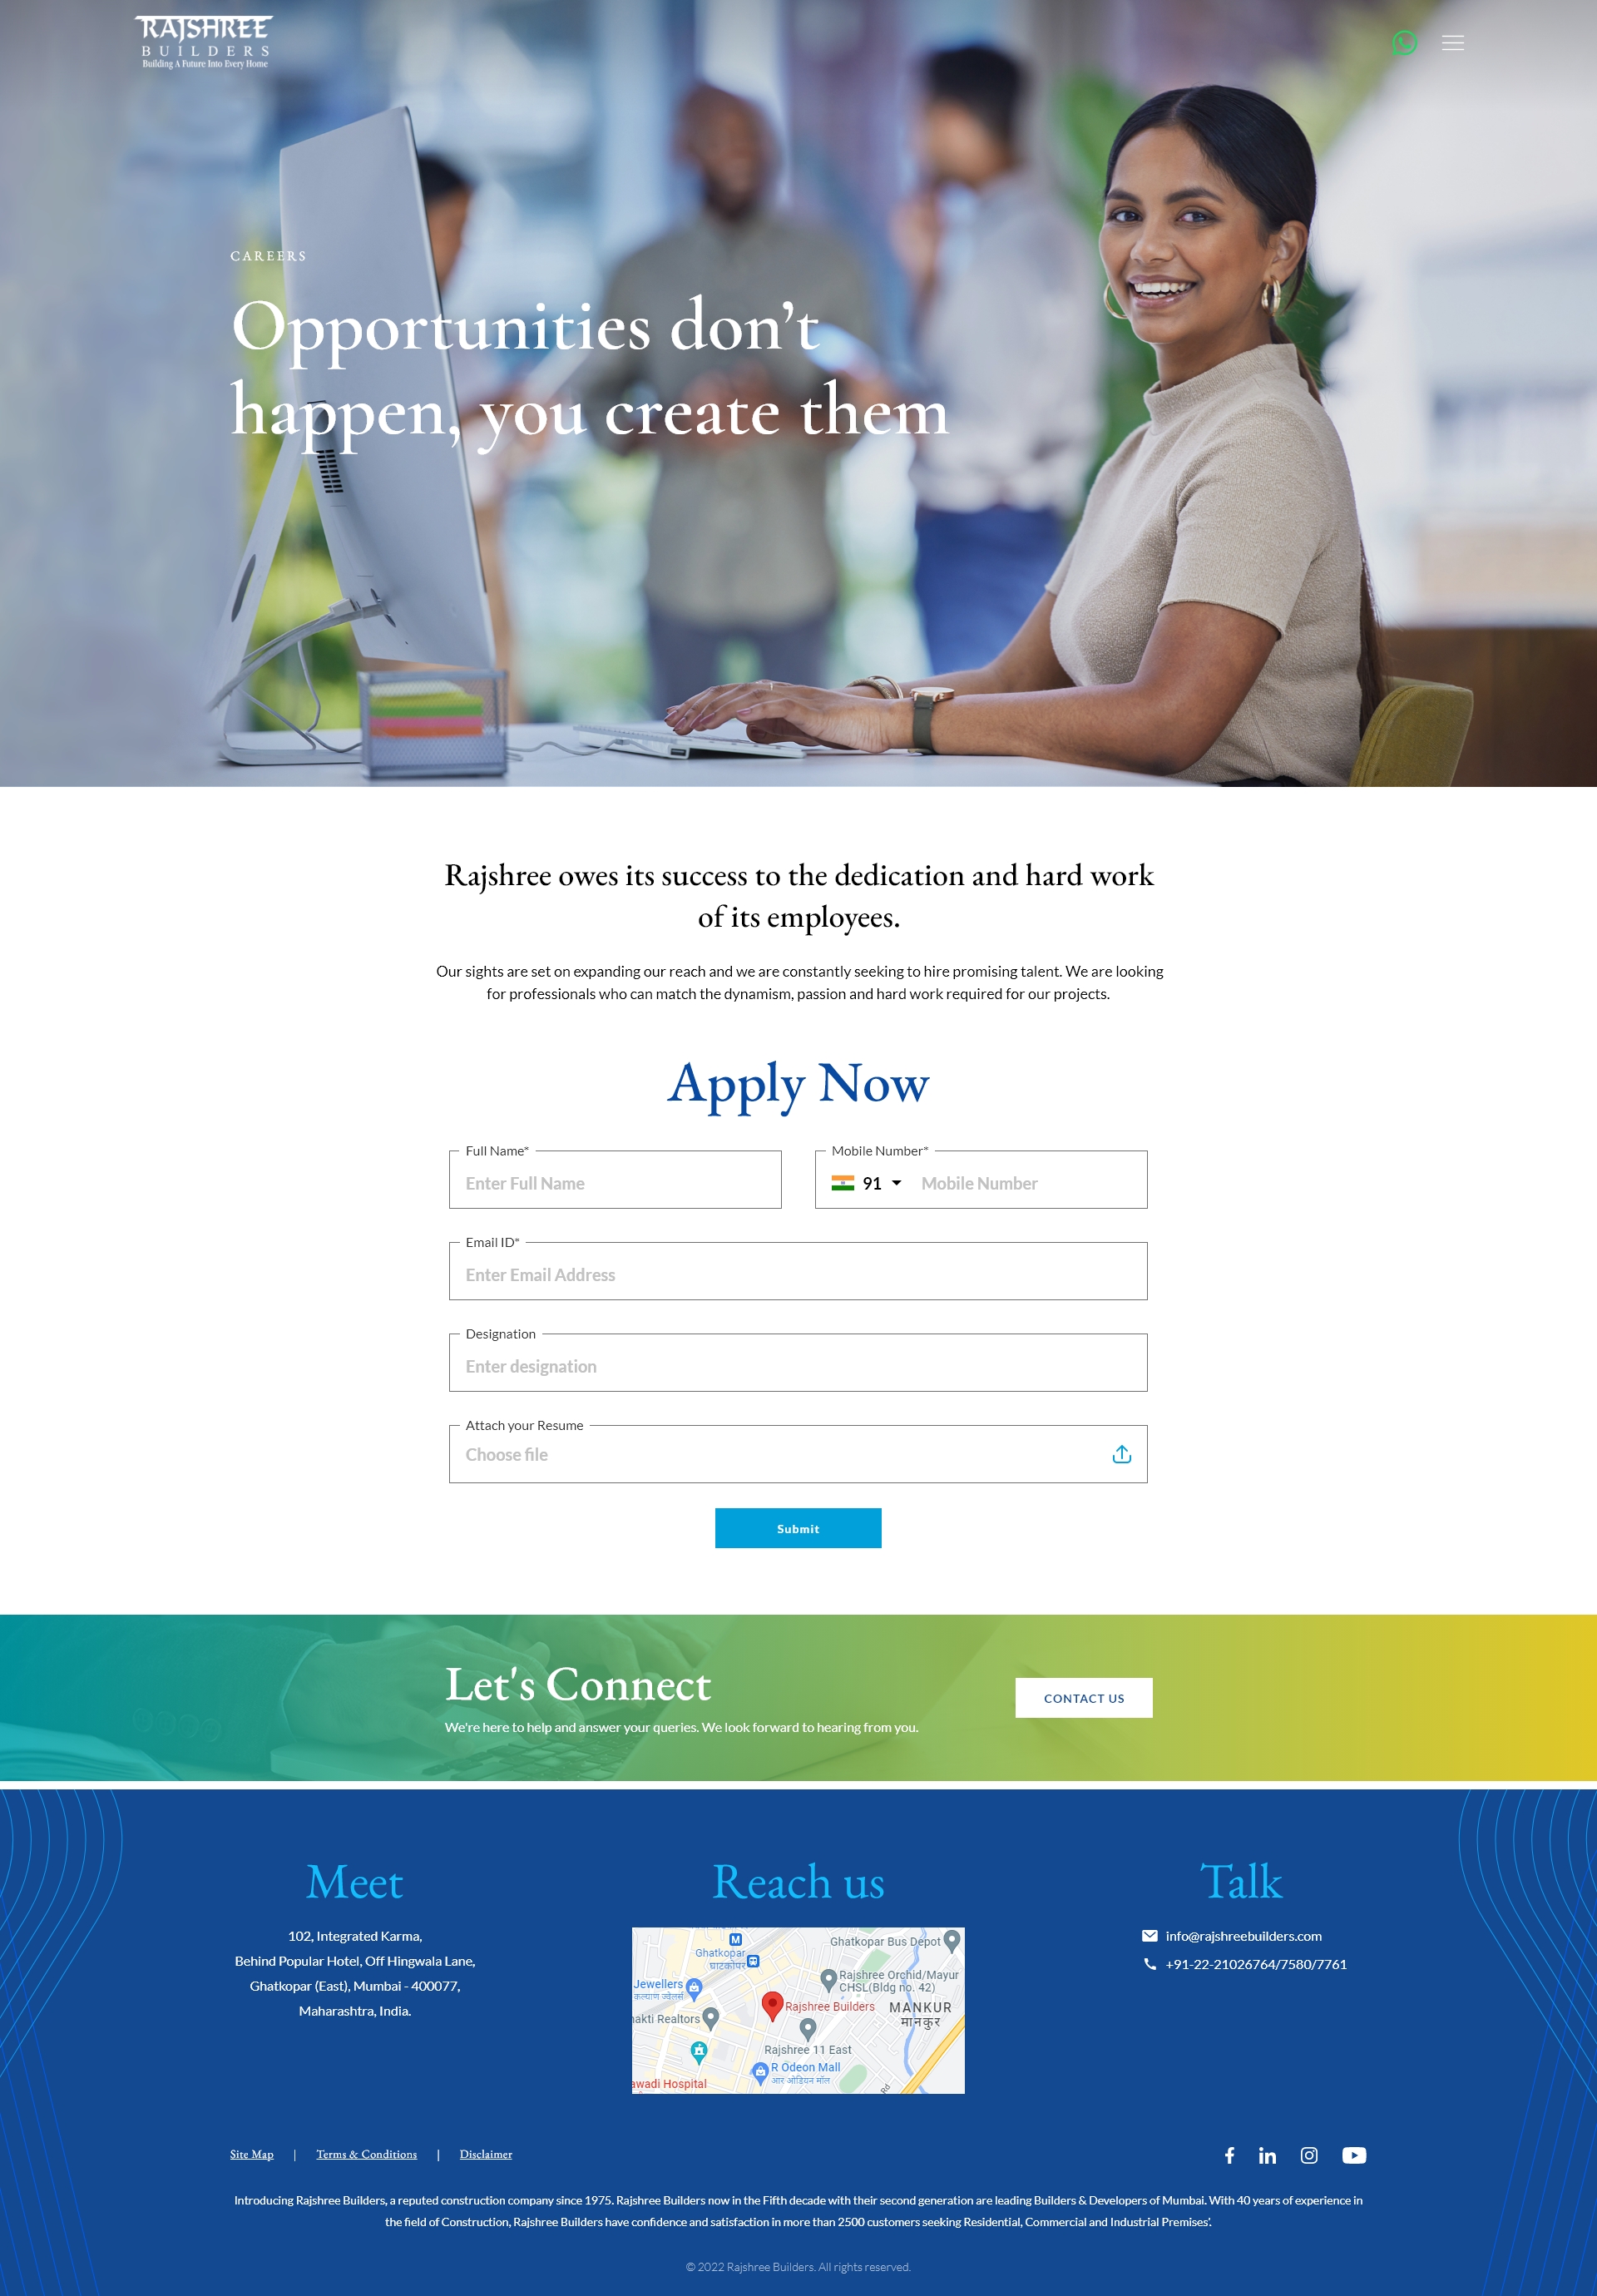 RAJSHREE
BUILDERS
Building A Future Into Every Home
CAREERS
Opportunities don’t
happen, you create them
Rajshree owes its success to the dedication and hard work
of its employees.
Our sights are set on expanding our reach and we are constantly seeking to hire promising talent. We are looking
for professionals who can match the dynamism, passion and hard work required for our projects.
Apply Now
Full Name*
Enter Full Name
Mobile Number*
91
Mobile Number
Email ID*
Enter Email Address
Designation
Enter designation
Attach your Resume
Choose file
Submit
Let's Connect
We're here to help and answer your queries. We look forward to hearing from you.
CONTACT US
Meet
102, Integrated Karma,
Behind Popular Hotel, Off Hingwala Lane,
Ghatkopar (East), Mumbai - 400077,
Maharashtra, India.
Reach us
M
Ghatkopar
घाटकोपर
Ghatkopar Bus Depot
Jewellers
कल्याण ज्वेलर्स
Rajshree Orchid/Mayur
CHSL(Bldg no. 42)
Rajshree Builders
MANKUR
मानकुर
hakti Realtors
Rajshree 11 East
R Odeon Mall
आर ओडियन मॉल
awadi Hospital
Rd
Talk
info@rajshreebuilders.com
+91-22-21026764/7580/7761
Site Map | Terms & Conditions | Disclaimer
Introducing Rajshree Builders, a reputed construction company since 1975. Rajshree Builders now in the Fifth decade with their second generation are leading Builders & Developers of Mumbai. With 40 years of experience in
the field of Construction, Rajshree Builders have confidence and satisfaction in more than 2500 customers seeking Residential, Commercial and Industrial Premises'.
© 2022 Rajshree Builders. All rights reserved.